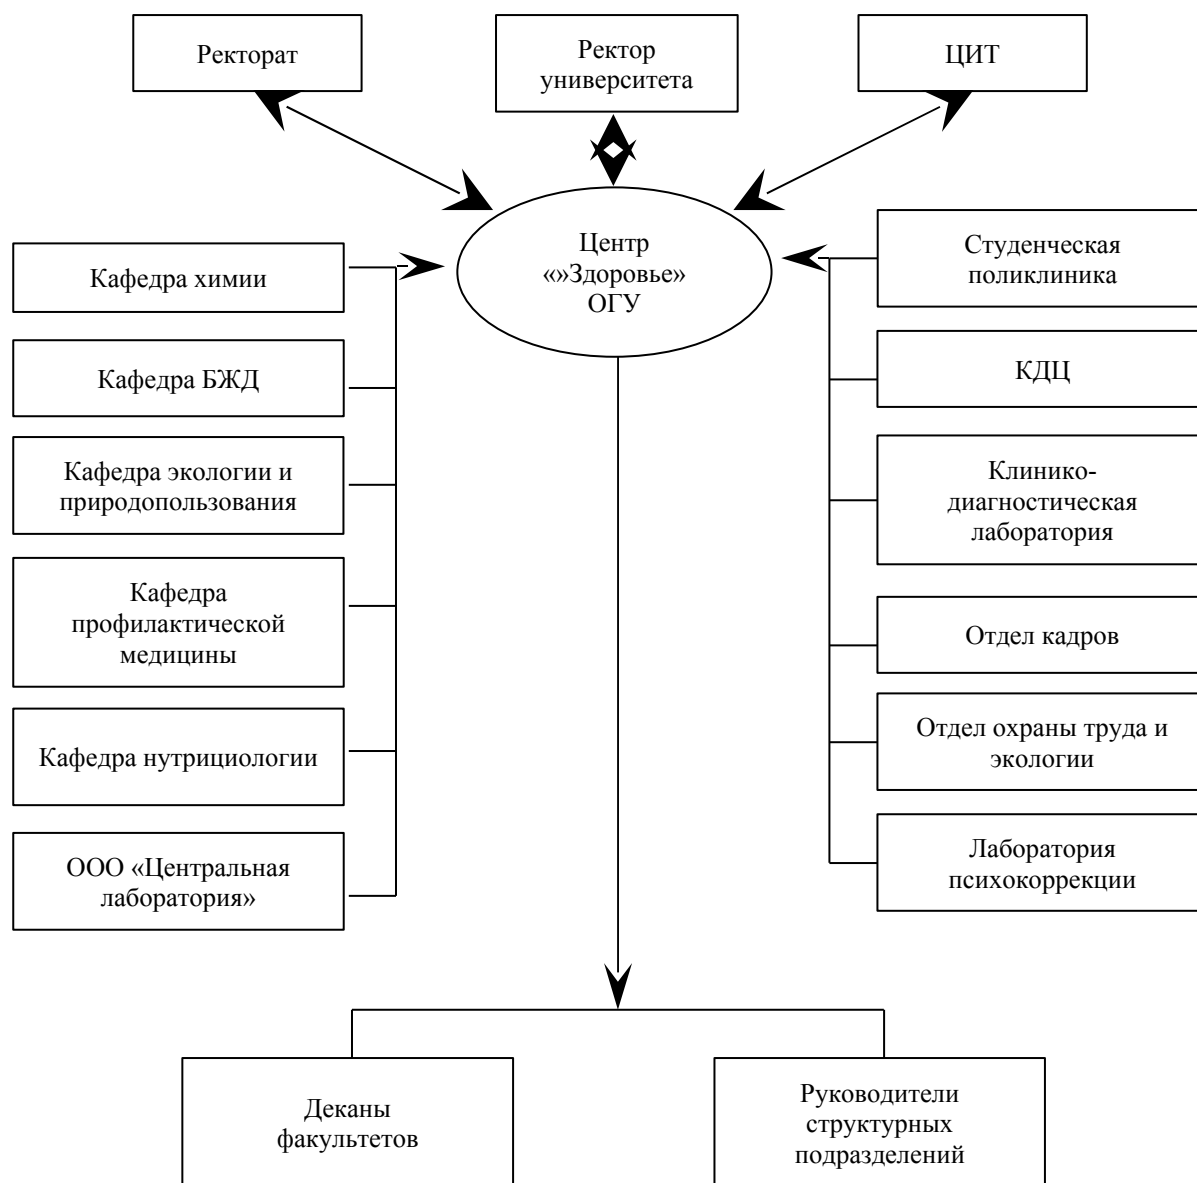 Ректорат
Ректор
университета
ЦИТ
Центр
«»Здоровье»
ОГУ
Кафедра химии
Кафедра БЖД
Кафедра экологии и
природопользования
Кафедра
профилактической
медицины
Кафедра нутрициологии
ООО «Центральная
лаборатория»
Студенческая
поликлиника
КДЦ
Клинико-
диагностическая
лаборатория
Отдел кадров
Отдел охраны труда и
экологии
Лаборатория
психокоррекции
Деканы
факультетов
Руководители
структурных
подразделений